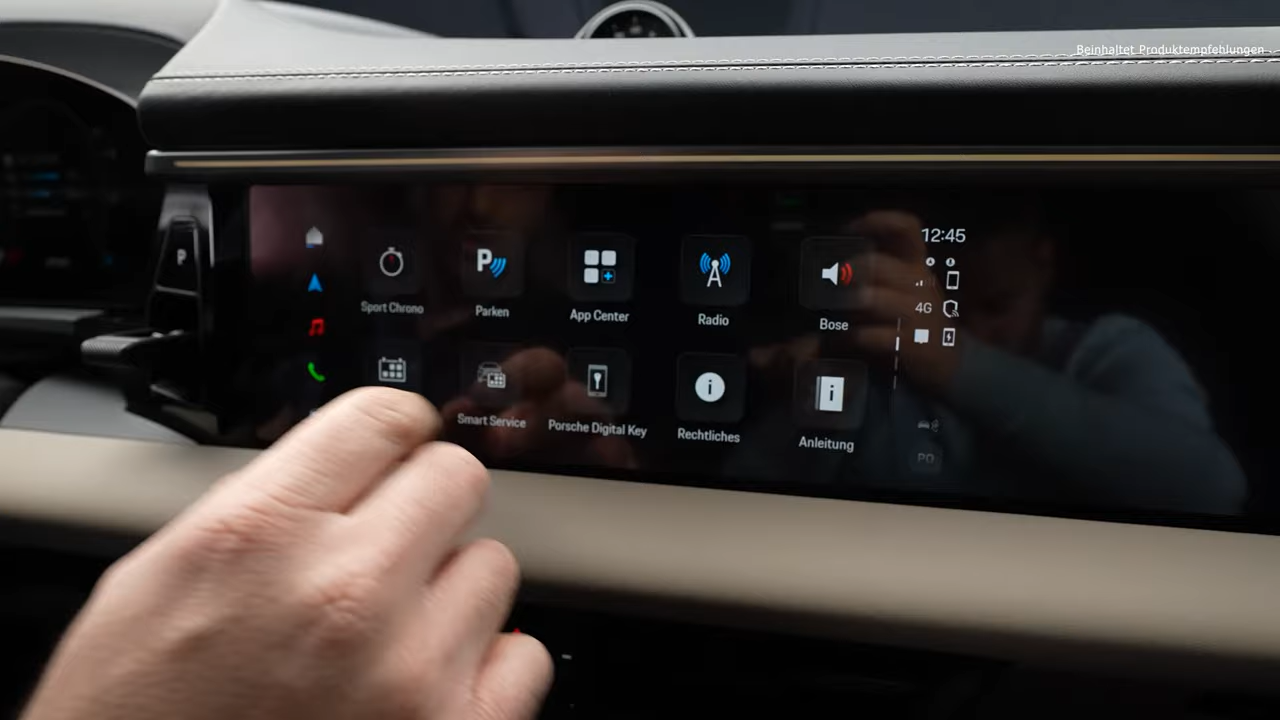 Beinhaltet Produktempfehlungen
12:45
Sport Chrono
Parken
App Center
Radio
Bose
4G
Smart Service
Porsche Digital Key
Rechtliches
Anleitung
PO
P